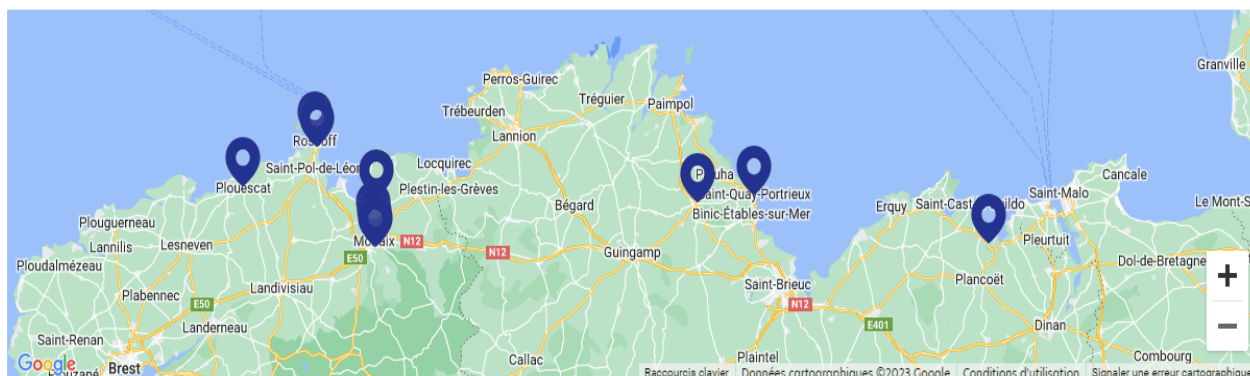 Granville
Perros-Guirec
Tréguier
Paimpol
Trébeurden
Lannion
Saint-Pol-de-Léon
Locquirec
Plouescat
Plestin-les-Grèves
Saint-Quay-Portrieux
Cancale
Saint-Malo
Bégard
Binic-Étables-sur-Mer
Erquy
Le Mont-S
Plouguerneau
Lannilis
Lesneven
N12
N12
E50
Guingamp
Pleurtuit
Dol-de-Bretagne
Ploudalmézeau
Plancoët
Plabennec
E50
Landivisiau
Saint-Brieuc
N12
Landerneau
E401
Dinan
Saint-Renan
Callac
Plaintel
Combourg
Google
Brest
Raccourcis clavier
Données cartographiques ©2023 Google
Conditions d'utilisation
Signaler une erreur cartographique
+
−